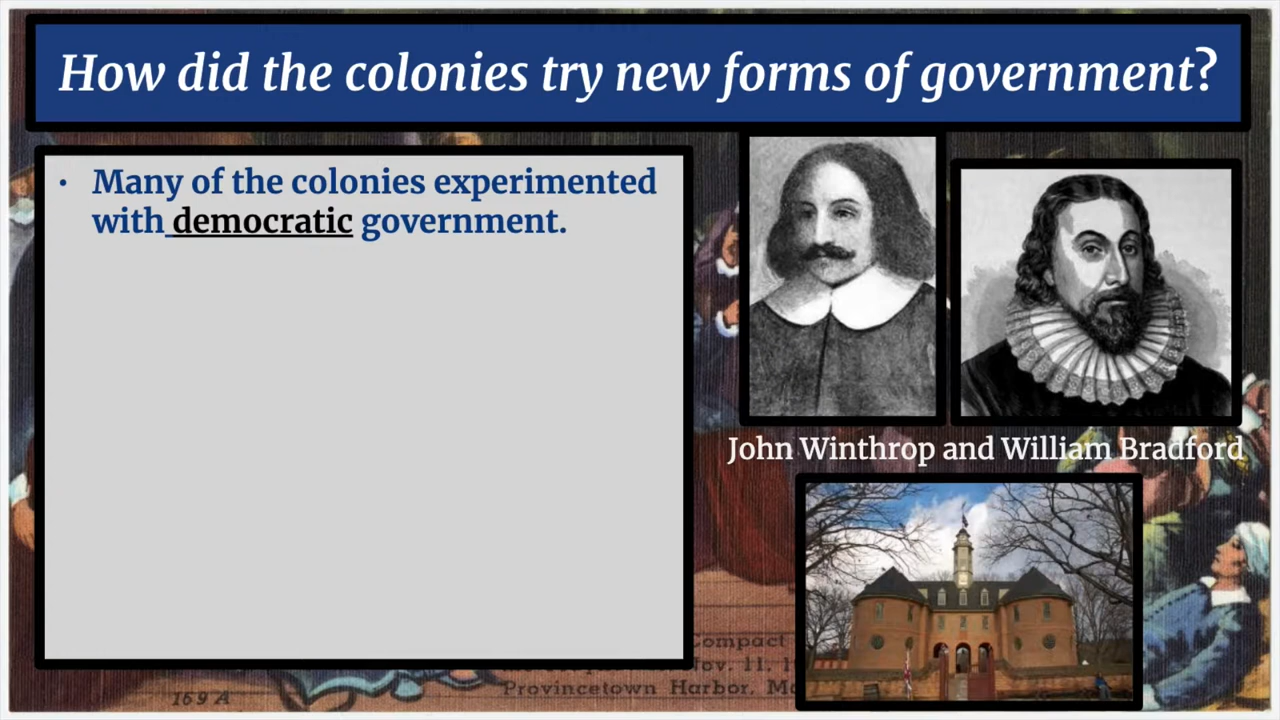 How did the colonies try new forms of government?
• Many of the colonies experimented
with democratic government.
John Winthrop and William Bradford
Compact
Nov. 11, 1
Provincetown Harbor, Ma
169 A